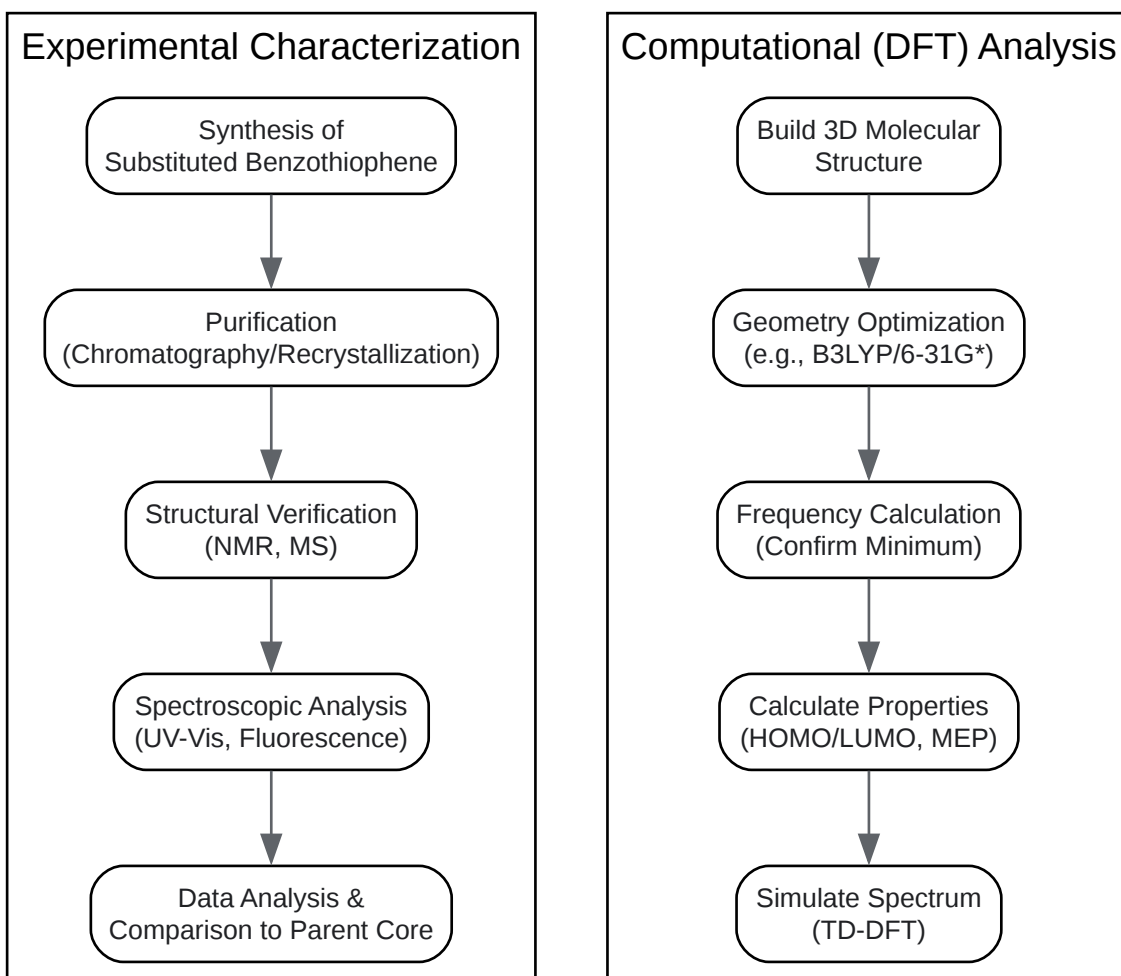 Experimental Characterization
Synthesis of
Substituted Benzothiophene
Purification
(Chromatography/Recrystallization)
Structural Verification
(NMR, MS)
Spectroscopic Analysis
(UV-Vis, Fluorescence)
Data Analysis &
Comparison to Parent Core
Computational (DFT) Analysis
Build 3D Molecular
Structure
Geometry Optimization
(e.g., B3LYP/6-31G*)
Frequency Calculation
(Confirm Minimum)
Calculate Properties
(HOMO/LUMO, MEP)
Simulate Spectrum
(TD-DFT)